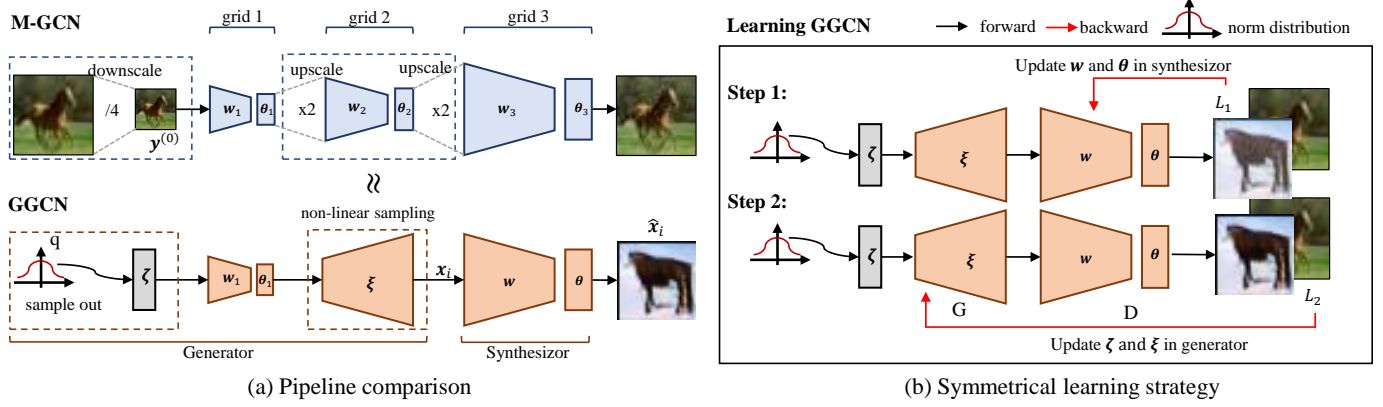 M-GCN
grid 1
grid 2
grid 3
downscale
/4
y^(0)
w₁
θ₁
upscale
x2
w₂
θ₂
upscale
x2
w₃
θ₃
≈
GGCN
q
sample out
ζ
w₁
θ₁
non-linear sampling
ξ
x_i
w
θ
x̂_i
Generator
Synthesizor
(a) Pipeline comparison
Learning GGCN
forward
backward
norm distribution
Update w and θ in synthesizor
Step 1:
ζ
ξ
w
θ
L₁
Step 2:
ζ
ξ
w
θ
L₂
G
D
Update ζ and ξ in generator
(b) Symmetrical learning strategy